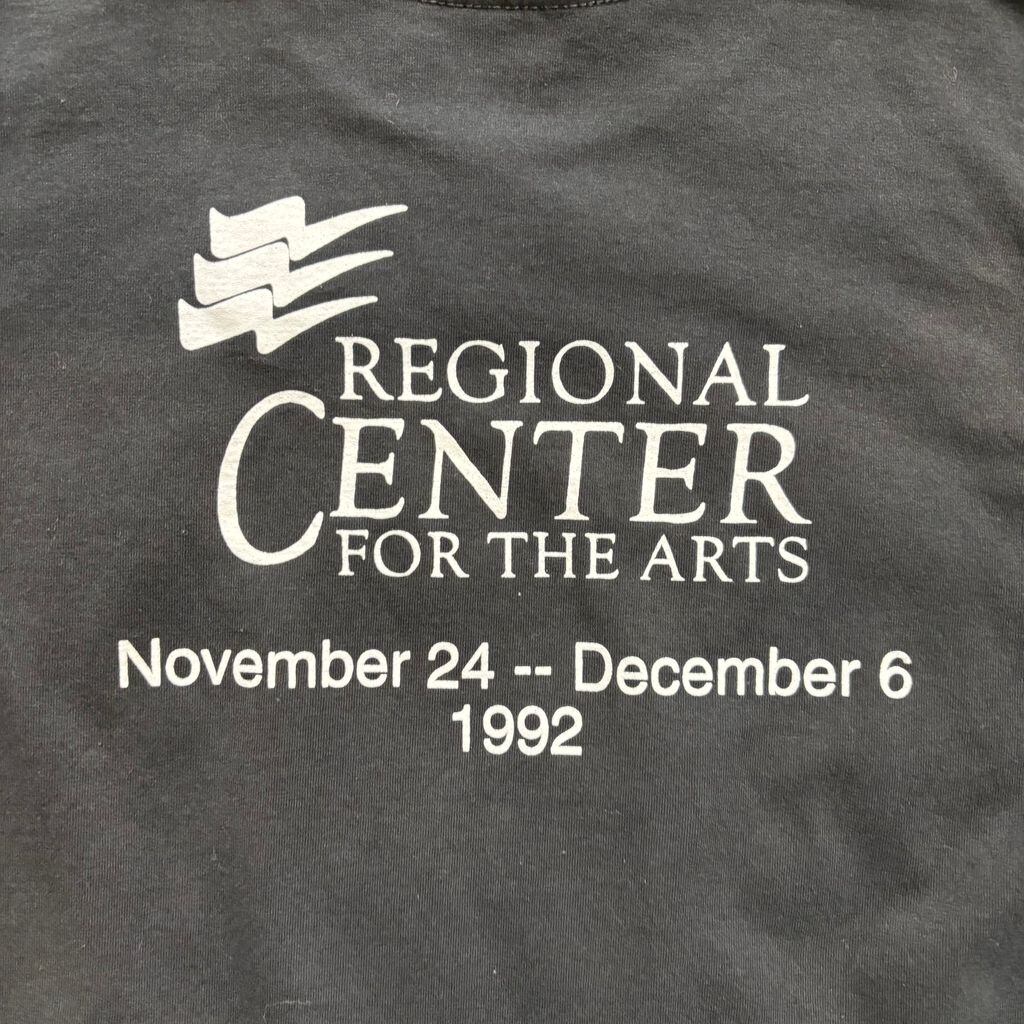 REGIONAL
CENTER
FOR THE ARTS
November 24 -- December 6
1992